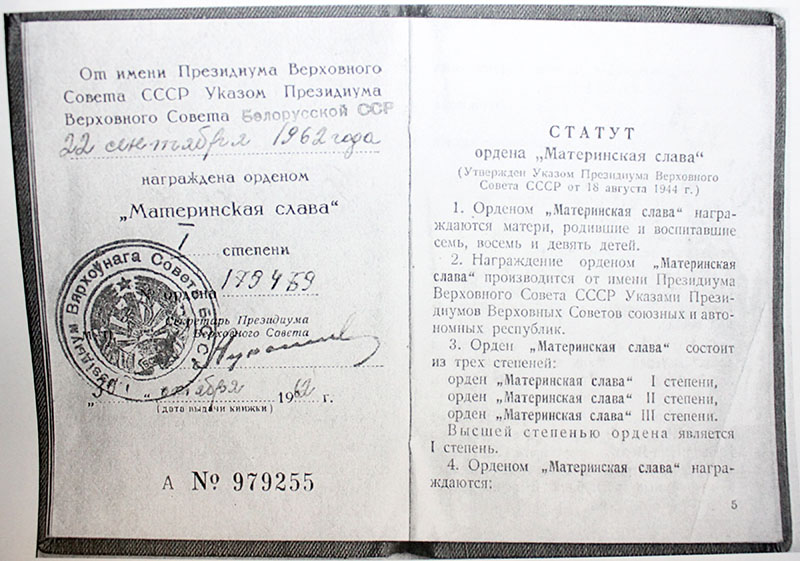 От имени Президиума Верховного
Совета СССР Указом Президиума
Верховного Совета Белорусской ССР
22 сентября 1962 года
награждена орденом
„Материнская слава“
I степени
№ ордена 179459
Секретарь Президиума
Верховного Совета
Прэзідыум Вярхоўнага Совета БССР
„30“ октября 1962 г.
(дата выдачи книжки)
А № 979255
СТАТУТ
ордена „Материнская слава“
(Утвержден Указом Президиума Верховного
Совета СССР от 18 августа 1944 г.)
1. Орденом „Материнская слава“ награ-
ждаются матери, родившие и воспитавшие
семь, восемь и девять детей.
2. Награждение орденом „Материнская
слава“ производится от имени Президиума
Верховного Совета СССР Указами Прези-
диумов Верховных Советов союзных и авто-
номных республик.
3. Орден „Материнская слава“ состоит
из трех степеней:
орден „Материнская слава“ I степени,
орден „Материнская слава“ II степени,
орден „Материнская слава“ III степени.
Высшей степенью ордена является
I степень.
4. Орденом „Материнская слава“ награ-
ждаются:
5